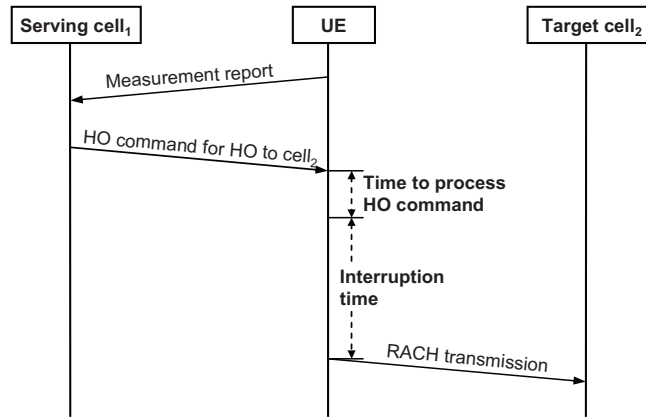 Serving cell₁
UE
Target cell₂
Measurement report
HO command for HO to cell₂
Time to process
HO command
Interruption
time
RACH transmission